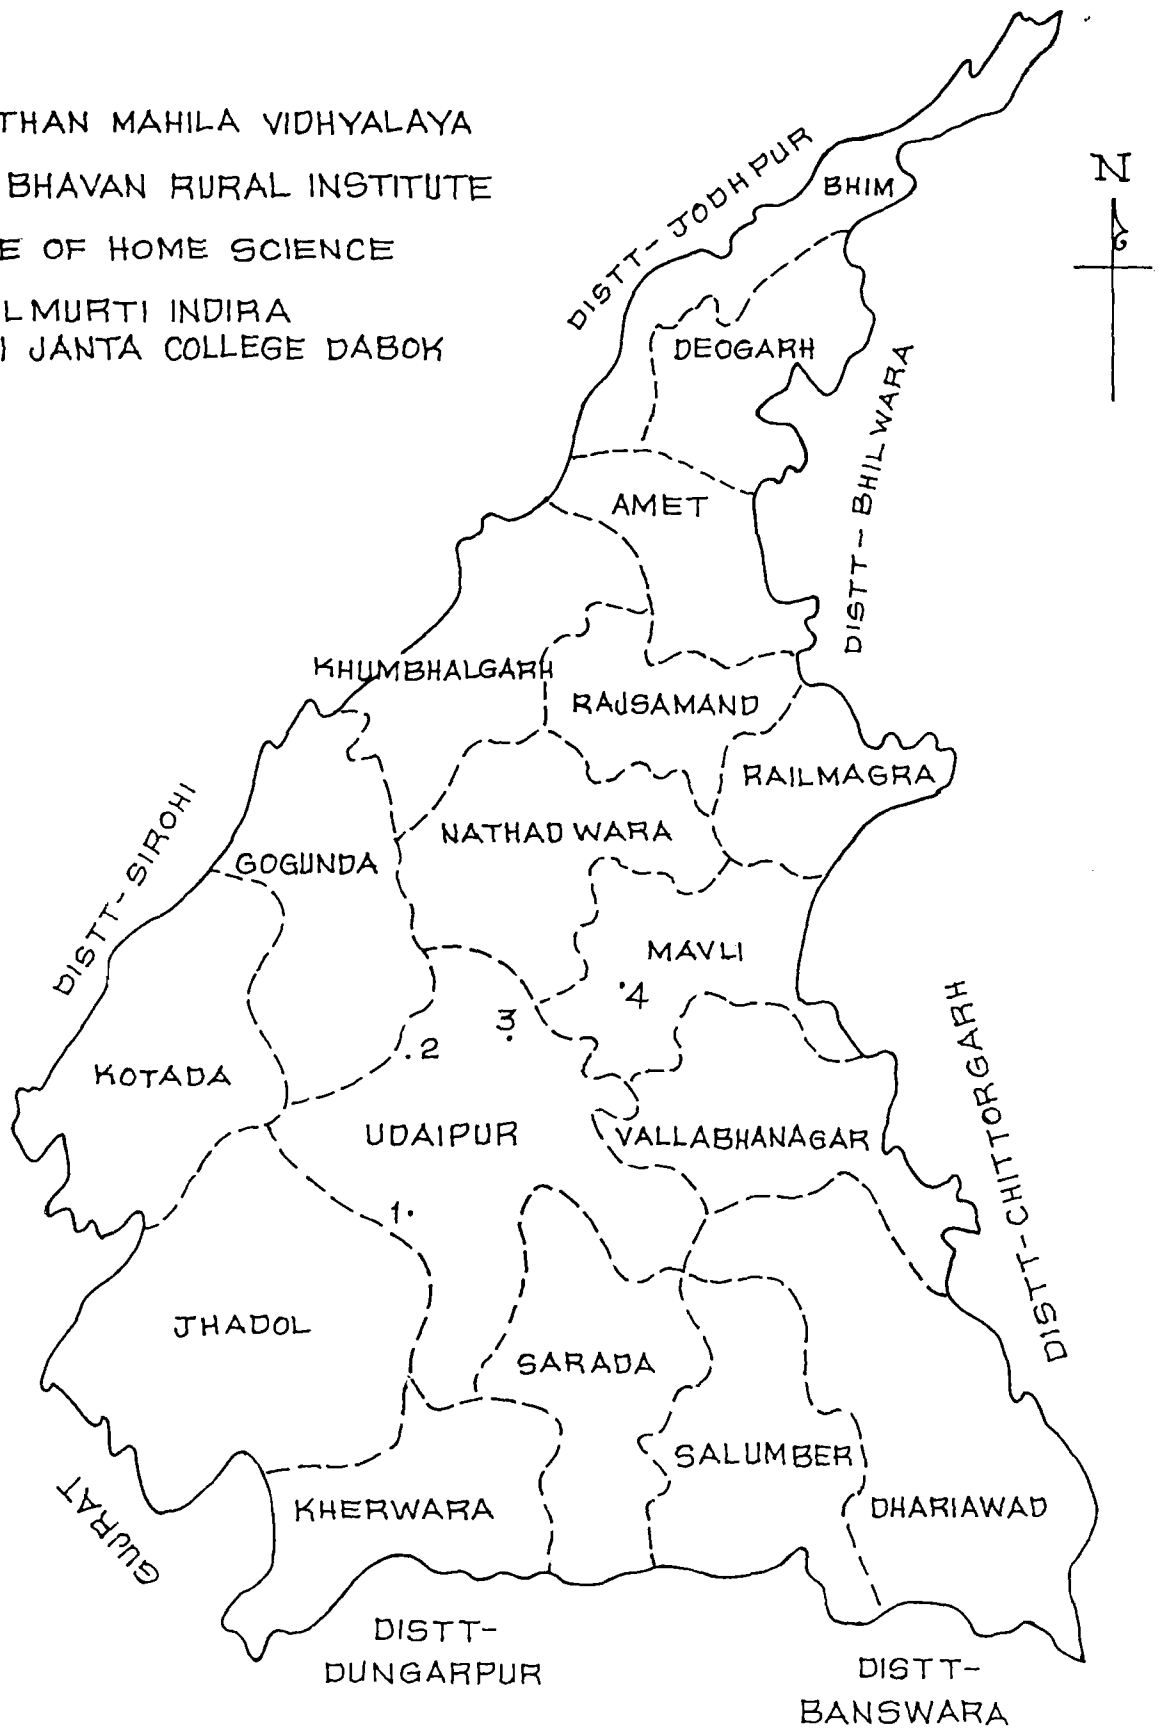 THAN MAHILA VIDHYALAYA
BHAVAN RURAL INSTITUTE
E OF HOME SCIENCE
LMURTI INDIRA
I JANTA COLLEGE DABOK
N
DISTT-JODHPUR
BHIM
DEOGARH
DISTT-BHILWARA
AMET
KHUMBHALGARH
RAJSAMAND
RAILMAGRA
NATHAD WARA
DISTT-SIROHI
GOGUNDA
MAVLI
.4
3
.2
KOTADA
UDAIPUR
VALLABHANAGAR
DISTT-CHITTORGARH
1.
JHADOL
SARADA
SALUMBER
KHERWARA
DHARIAWAD
GUJRAT
DISTT-
DUNGARPUR
DISTT-
BANSWARA